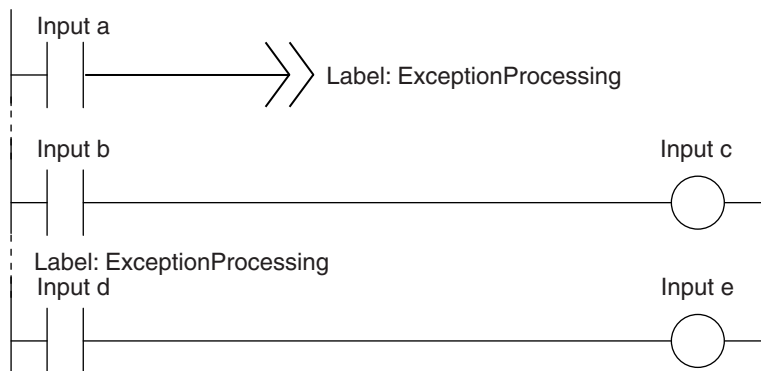 Input a
Label: ExceptionProcessing
Input b
Input c
Label: ExceptionProcessing
Input d
Input e